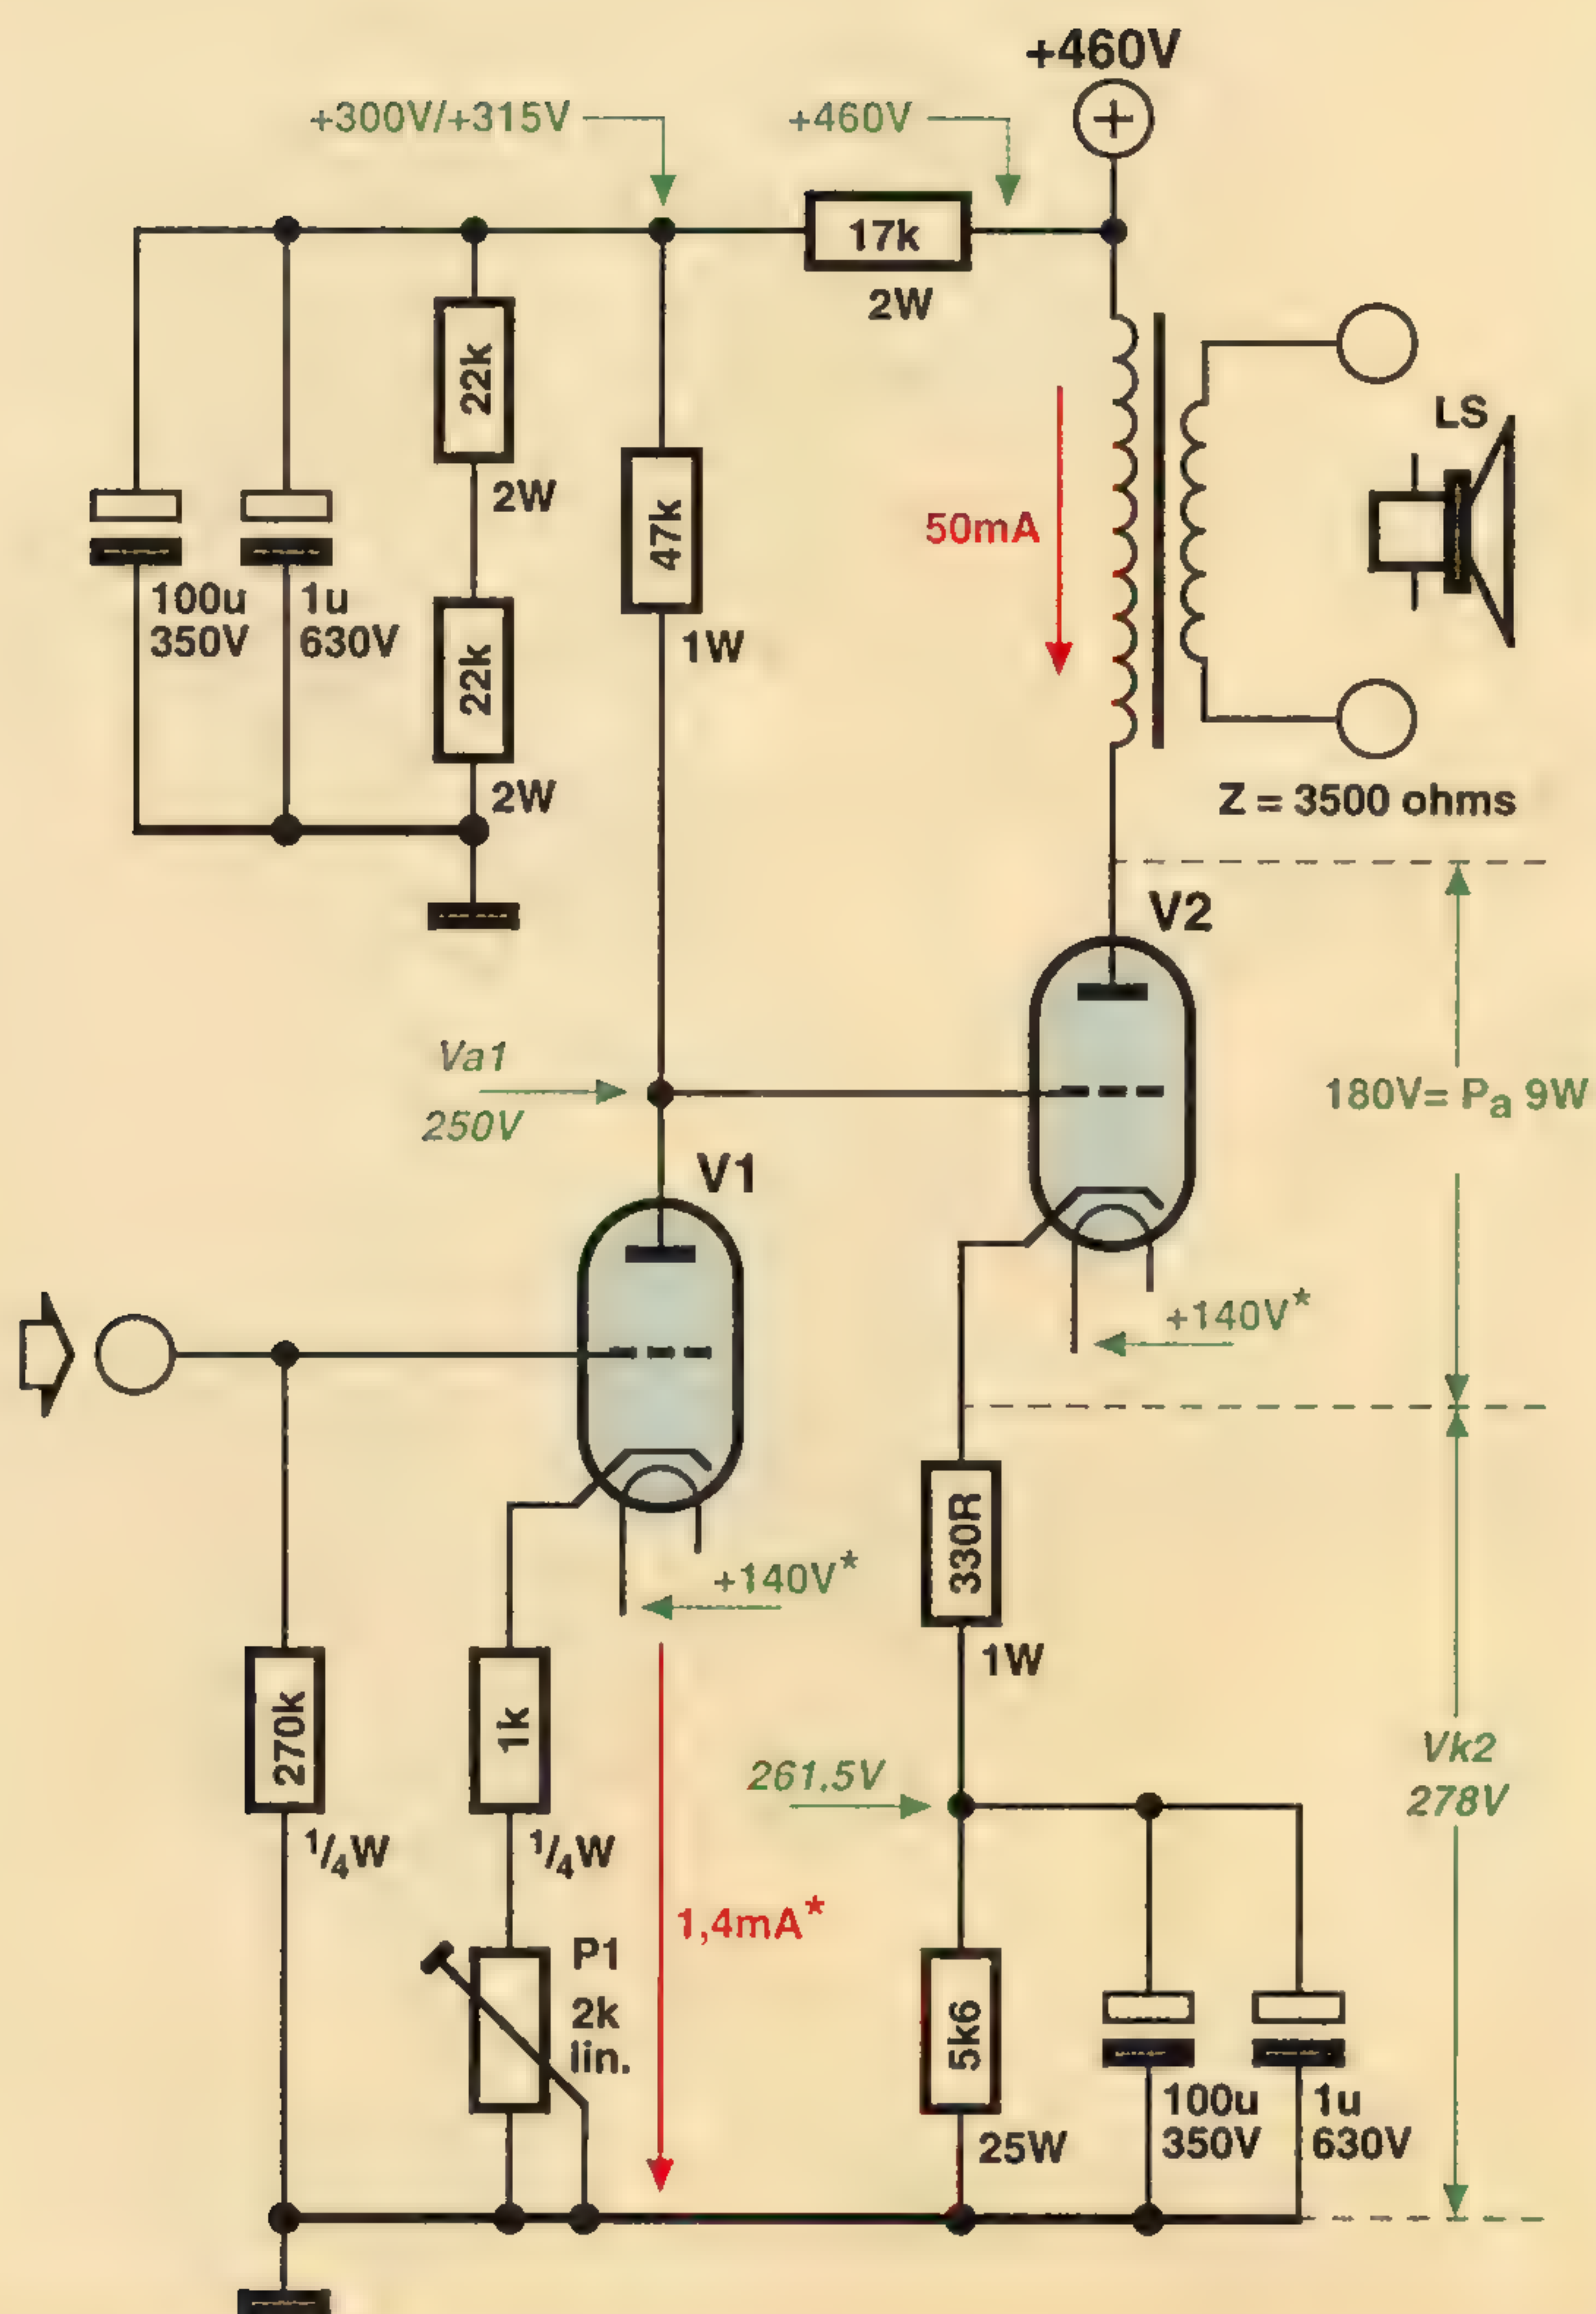 +460V
+300V/+315V
+460V
+
17k
2W
22k
2W
47k
1W
50mA
LS
100u
350V
1u
630V
22k
2W
Z = 3500 ohms
V2
Va1
250V
180V= Pa 9W
V1
+140V*
+140V*
330R
1W
270k
1/4W
1k
1/4W
261.5V
Vk2
278V
1,4mA*
P1
2k
lin.
5k6
25W
100u
350V
1u
630V